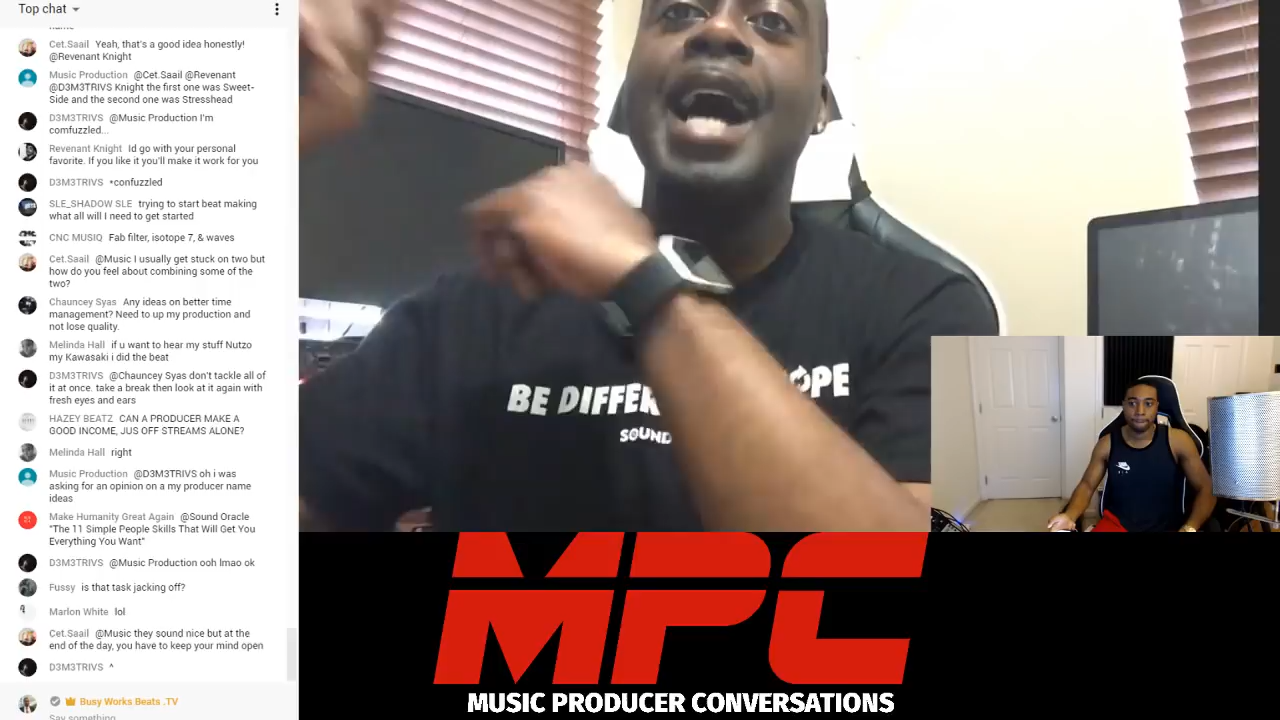 Top chat
Cet.Saail Yeah, that's a good idea honestly!
@Revenant Knight
Music Production @Cet.Saail @Revenant
@D3M3TRIVS Knight the first one was Sweet-
Side and the second one was Stresshead
D3M3TRIVS @Music Production I'm
comfuzzled...
Revenant Knight Id go with your personal
favorite. If you like it you'll make it work for you
D3M3TRIVS *confuzzled
SLE_SHADOW SLE trying to start beat making
what all will I need to get started
CNC MUSIQ Fab filter, isotope 7, & waves
Cet.Saail @Music I usually get stuck on two but
how do you feel about combining some of the
two?
Chauncey Syas Any ideas on better time
management? Need to up my production and
not lose quality.
Melinda Hall if u want to hear my stuff Nutzo
my Kawasaki i did the beat
D3M3TRIVS @Chauncey Syas don't tackle all of
it at once. take a break then look at it again with
fresh eyes and ears
HAZEY BEATZ CAN A PRODUCER MAKE A
GOOD INCOME, JUS OFF STREAMS ALONE?
Melinda Hall right
Music Production @D3M3TRIVS oh i was
asking for an opinion on a my producer name
ideas
Make Humanity Great Again @Sound Oracle
"The 11 Simple People Skills That Will Get You
Everything You Want"
D3M3TRIVS @Music Production ooh lmao ok
Fussy is that task jacking off?
Marlon White lol
Cet.Saail @Music they sound nice but at the
end of the day, you have to keep your mind open
D3M3TRIVS ^
Busy Works Beats .TV
Say something
BE DIFFE
OPE
SOUND
MPC
MUSIC PRODUCER CONVERSATIONS